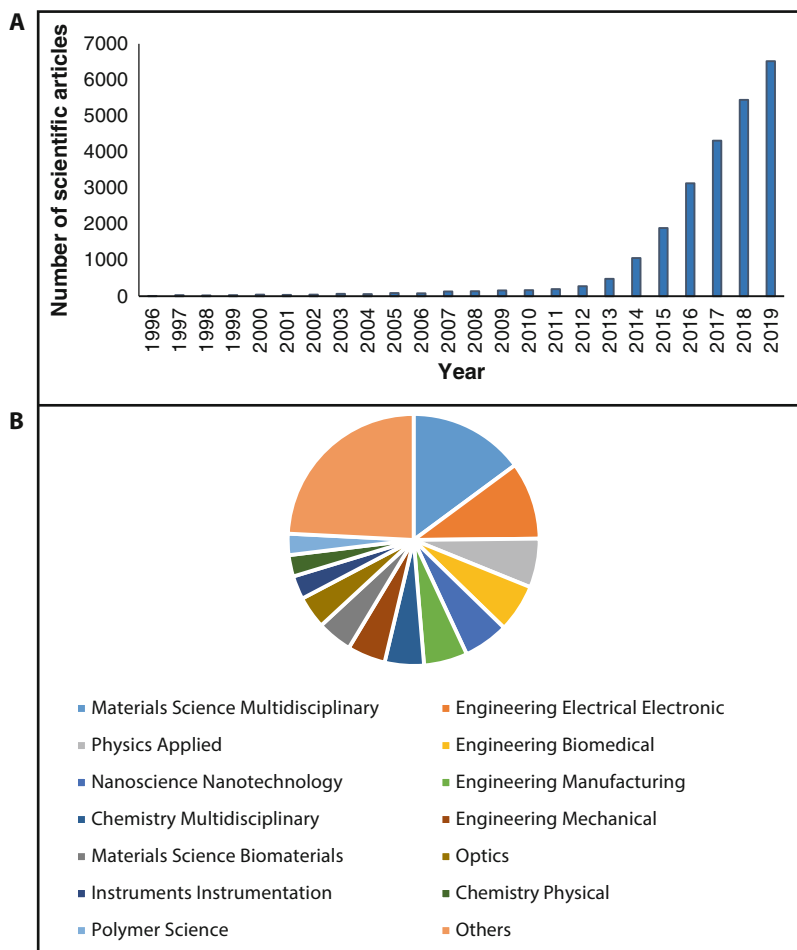 A
Number of scientific articles
7000
6000
5000
4000
3000
2000
1000
0
1996
1997
1998
1999
2000
2001
2002
2003
2004
2005
2006
2007
2008
2009
2010
2011
2012
2013
2014
2015
2016
2017
2018
2019
Year
B
Materials Science Multidisciplinary
Engineering Electrical Electronic
Physics Applied
Engineering Biomedical
Nanoscience Nanotechnology
Engineering Manufacturing
Chemistry Multidisciplinary
Engineering Mechanical
Materials Science Biomaterials
Optics
Instruments Instrumentation
Chemistry Physical
Polymer Science
Others